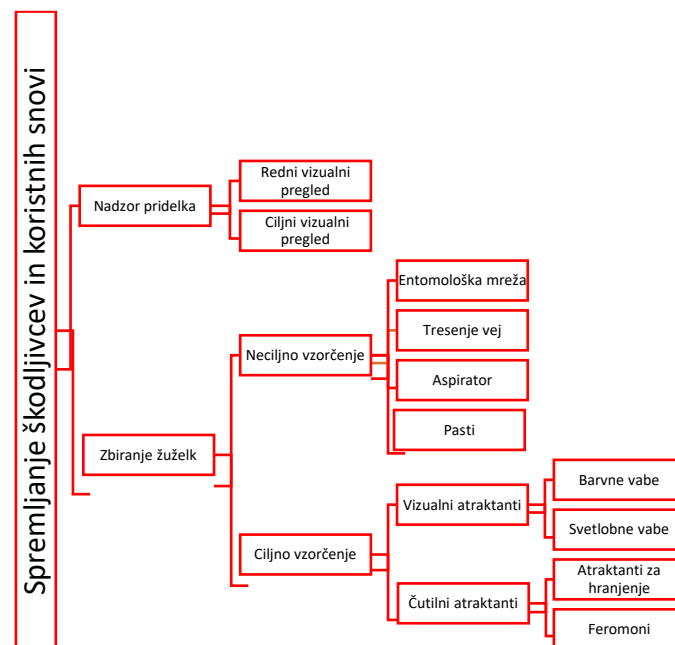 Spremljanje škodljivcev in koristnih snovi
Nadzor pridelka
Redni vizualni
pregled
Ciljni vizualni
pregled
Zbiranje žuželk
Neciljno vzorčenje
Entomološka mreža
Tresenje vej
Aspirator
Pasti
Ciljno vzorčenje
Vizualni atraktanti
Barvne vabe
Svetlobne vabe
Čutilni atraktanti
Atraktanti za
hranjenje
Feromoni